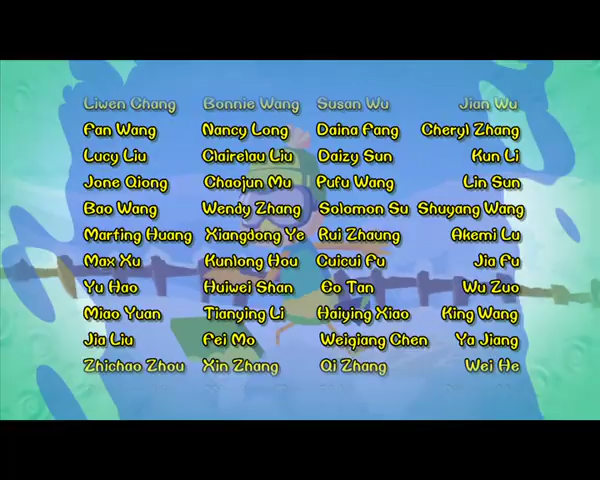 Liwen Chang Bonnie Wang Susan Wu Jian Wu
Fan Wang Nancy Long Daina Fang Cheryl Zhang
Lucy Liu Clairelau Liu Daizy Sun Kun Li
Jone Qiong Chaojun Mu Pufu Wang Lin Sun
Bao Wang Wendy Zhang Solomon Su Shuyang Wang
Marting Huang Xiangdong Ye Rui Zhaung Akemi Lu
Max Xu Kunlong Hou Cuicui Fu Jia Fu
Yu Hao Huiwei Shan Eo Tan Wu Zuo
Miao Yuan Tianying Li Haiying Xiao King Wang
Jia Liu Fei Mo Weiqiang Chen Ya Jiang
Zhichao Zhou Xin Zhang Qi Zhang Wei He